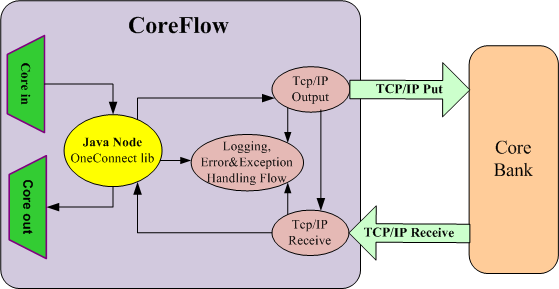 CoreFlow
Core in
Tcp/IP
Output
TCP/IP Put
Java Node
OneConnect lib
Logging,
Error&Exception
Handling Flow
Core
Bank
Core out
Tcp/IP
Receive
TCP/IP Receive